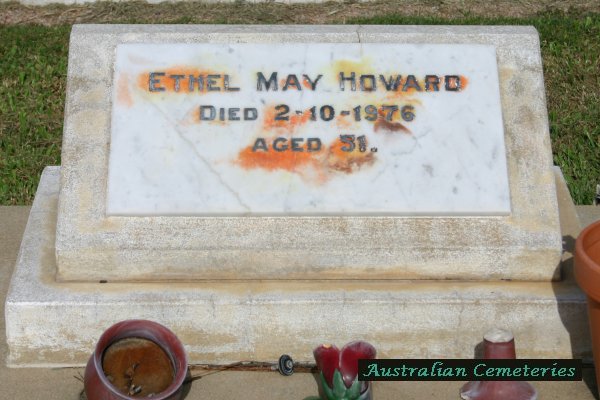 ETHEL MAY HOWARD
DIED 2-10-1976
AGED 51.
Australian Cemeteries